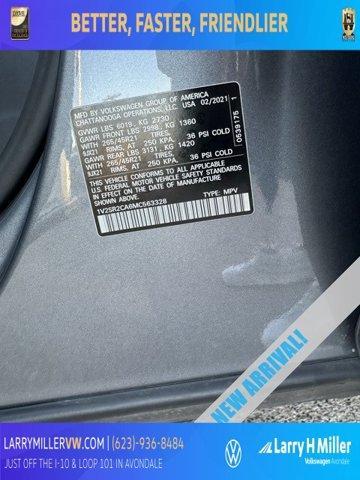 BETTER, FASTER, FRIENDLIER
MFD BY VOLKSWAGEN GROUP OF AMERICA
CHATTANOOGA OPERATIONS, LLC. USA 02/2021
GVWR LBS 6019, KG 2730
GAWR FRONT LBS 2998, KG 1360
WITH 265/45R21 TIRES,
RIMS, AT 250 KPA, 36 PSI COLD
GAWR REAR LBS 3131 KG 1420
WITH 265/45R21 TIRES,
RIMS, AT 250 KPA, 36 PSI COLD
THIS VEHICLE CONFORMS TO ALL APPLICABLE
U.S. FEDERAL MOTOR VEHICLE SAFETY
STANDARDS IN EFFECT ON THE
DATE OF MANUFACTURE SHOWN ABOVE
1V2SR2CA6MC563328 TYPE: MPV
0539175 1
NEW ARRIVAL!
LARRYMILLERVW.COM | (623)-936-8484
JUST OFF THE I-10 & LOOP 101 IN AVONDALE
Larry H Miller
Volkswagen Avondale